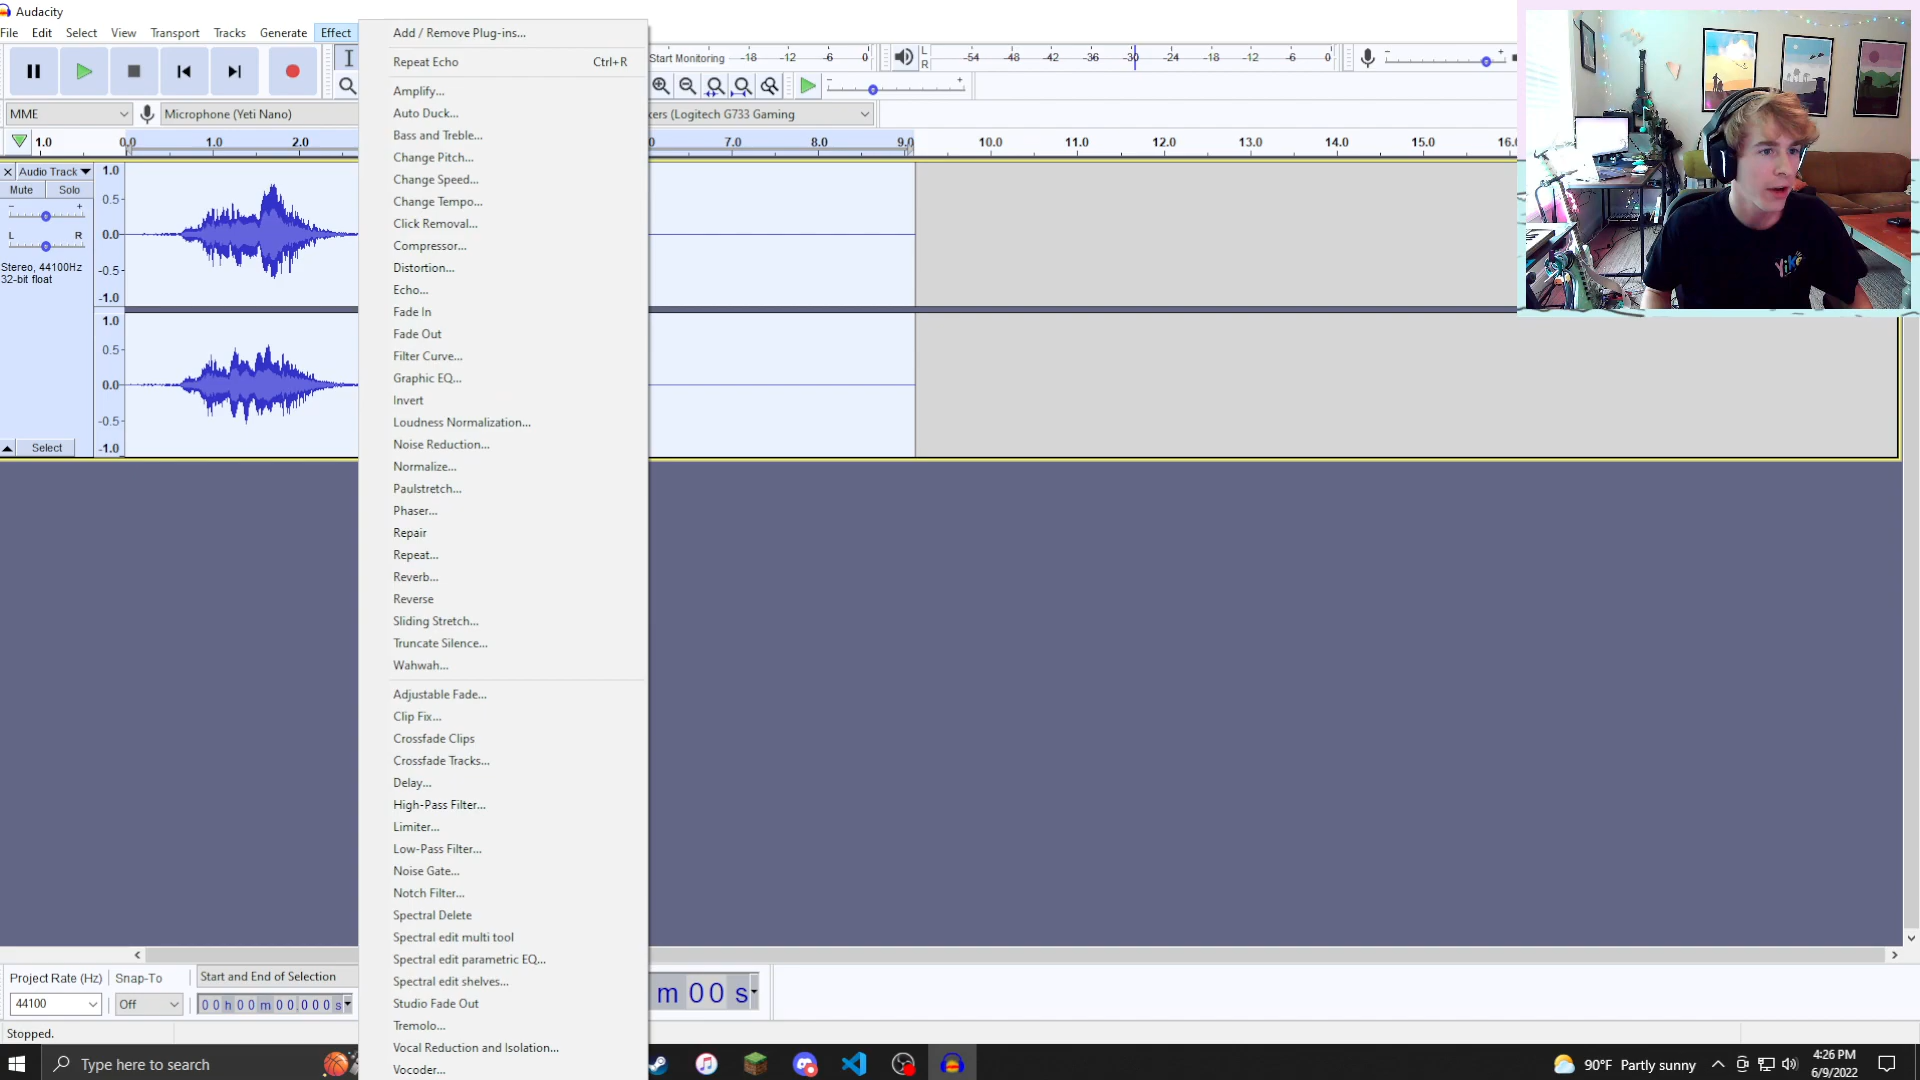 Audacity
File Edit Select View Transport Tracks Generate Effect
Add / Remove Plug-ins...
Repeat Echo Ctrl+R
Amplify...
Auto Duck...
Bass and Treble...
Change Pitch...
Change Speed...
Change Tempo...
Click Removal...
Compressor...
Distortion...
Echo...
Fade In
Fade Out
Filter Curve...
Graphic EQ...
Invert
Loudness Normalization...
Noise Reduction...
Normalize...
Paulstretch...
Phaser...
Repair
Repeat...
Reverb...
Reverse
Sliding Stretch...
Truncate Silence...
Wahwah...
Adjustable Fade...
Clip Fix...
Crossfade Clips
Crossfade Tracks...
Delay...
High-Pass Filter...
Limiter...
Low-Pass Filter...
Noise Gate...
Notch Filter...
Spectral Delete
Spectral edit multi tool
Spectral edit parametric EQ...
Spectral edit shelves...
Studio Fade Out
Tremolo...
Vocal Reduction and Isolation...
Vocoder...
Start Monitoring -18 -12 -6 0
L
R
-54 -48 -42 -36 -30 -24 -18 -12 -6 0
MME
Microphone (Yeti Nano)
kers (Logitech G733 Gaming
1.0 0.0 1.0 2.0 0 7.0 8.0 9.0 10.0 11.0 12.0 13.0 14.0 15.0 16.0
Audio Track
Mute Solo
L R
Stereo, 44100Hz
32-bit float
Select
1.0
0.5
0.0
-0.5
-1.0
1.0
0.5
0.0
-0.5
-1.0
Yike
Project Rate (Hz) Snap-To Start and End of Selection
44100 Off 00h00m00.000s
m 00 s
Stopped.
Type here to search
90°F Partly sunny
4:26 PM
6/9/2022